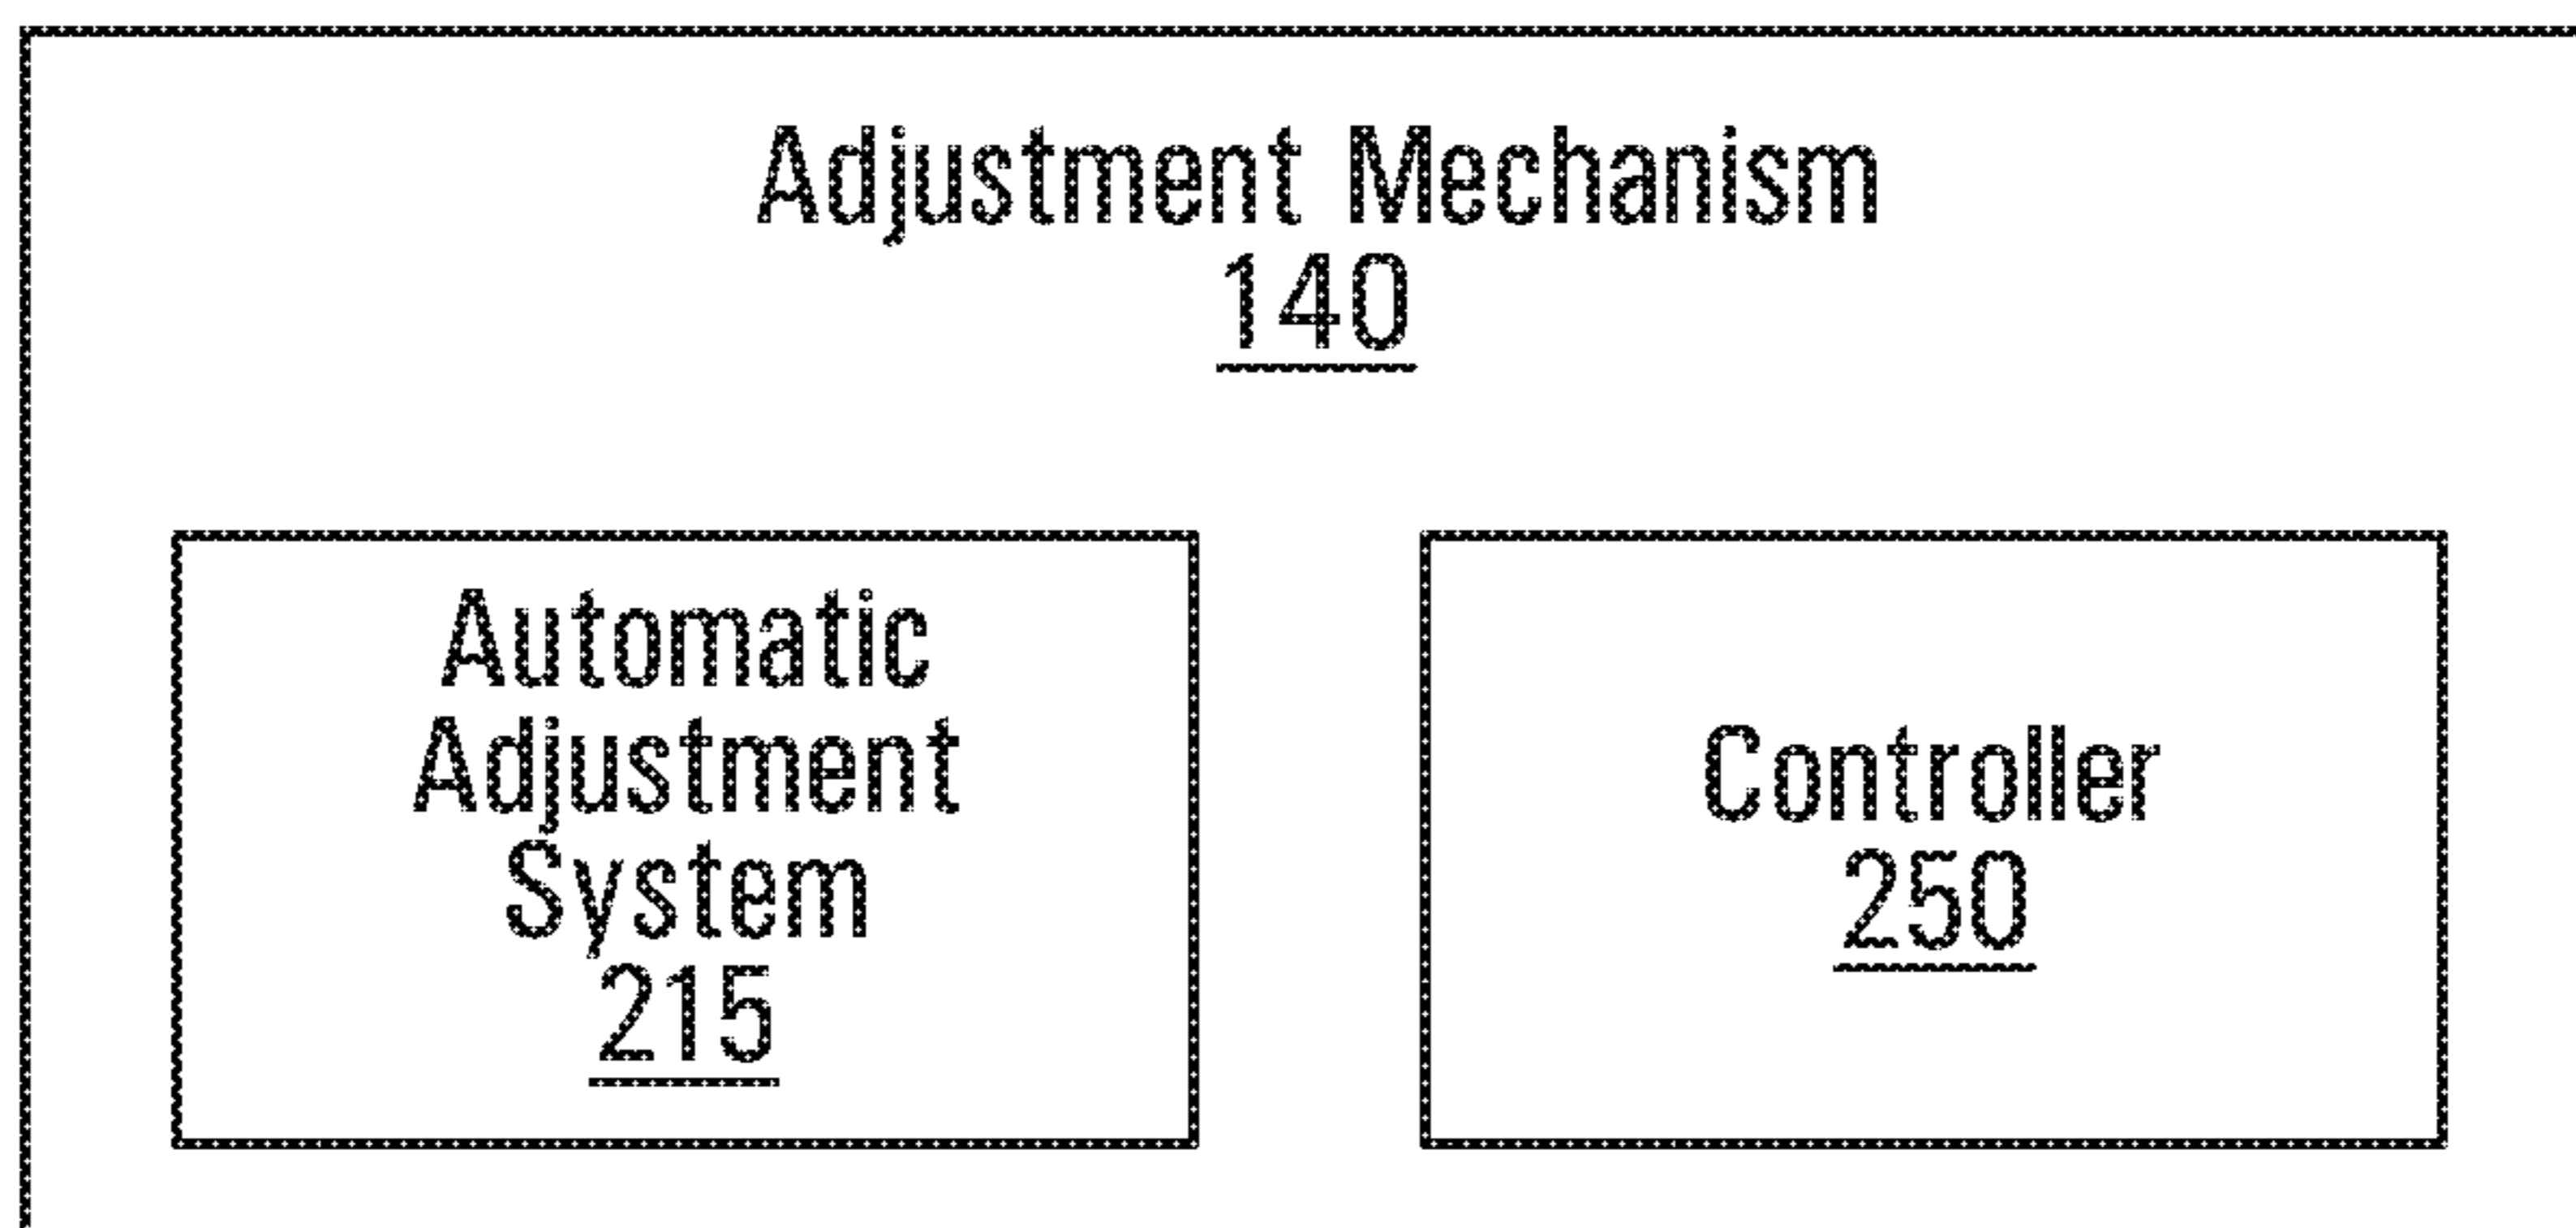 Adjustment Mechanism
140
Automatic
Adjustment
System
215
Controller
250